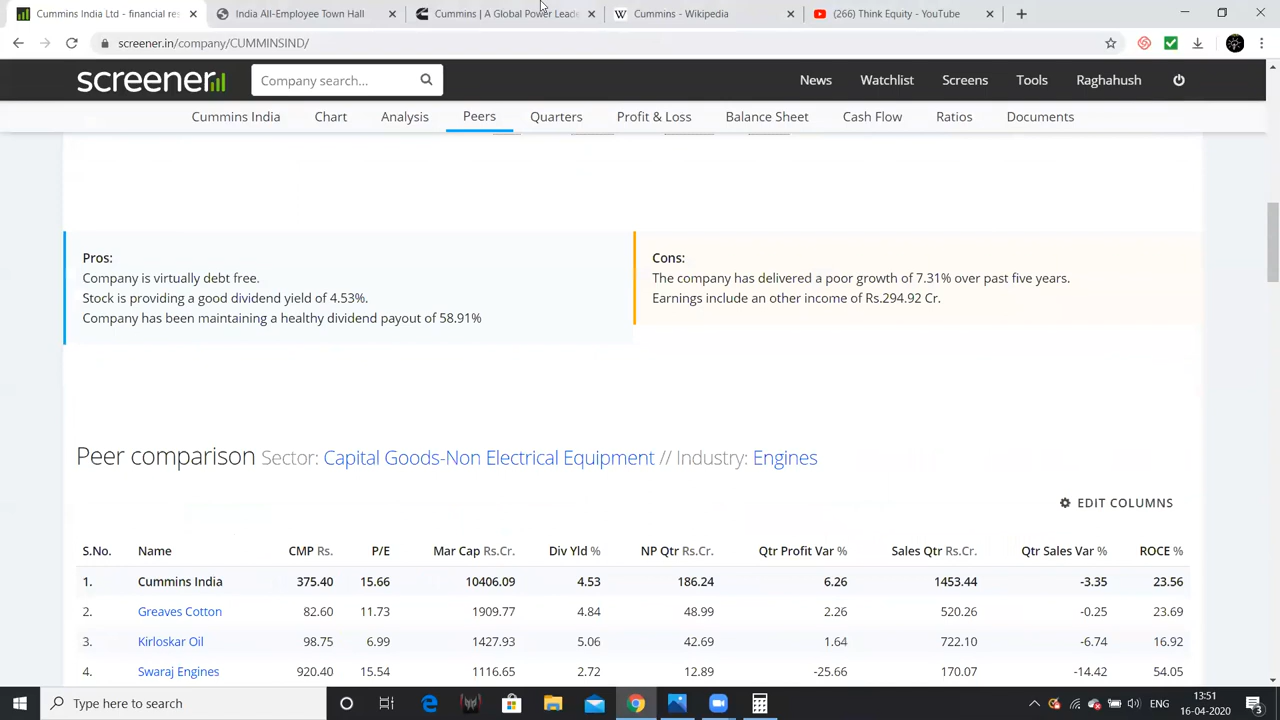 Cummins India Ltd - financial re
India All-Employee Town Hall
Cummins | A Global Power Leade
Cummins - Wikipedia
(266) Think Equity - YouTube
screener.in/company/CUMMINSIND/
screener
Company search...
News
Watchlist
Screens
Tools
Raghahush
Cummins India
Chart
Analysis
Peers
Quarters
Profit & Loss
Balance Sheet
Cash Flow
Ratios
Documents
Pros:
Company is virtually debt free.
Stock is providing a good dividend yield of 4.53%.
Company has been maintaining a healthy dividend payout of 58.91%
Cons:
The company has delivered a poor growth of 7.31% over past five years.
Earnings include an other income of Rs.294.92 Cr.
Peer comparison Sector: Capital Goods-Non Electrical Equipment // Industry: Engines
EDIT COLUMNS
S.No. Name CMP Rs. P/E Mar Cap Rs.Cr. Div Yld % NP Qtr Rs.Cr. Qtr Profit Var % Sales Qtr Rs.Cr. Qtr Sales Var % ROCE %
1. Cummins India 375.40 15.66 10406.09 4.53 186.24 6.26 1453.44 -3.35 23.56
2. Greaves Cotton 82.60 11.73 1909.77 4.84 48.99 2.26 520.26 -0.25 23.69
3. Kirloskar Oil 98.75 6.99 1427.93 5.06 42.69 1.64 722.10 -6.74 16.92
4. Swaraj Engines 920.40 15.54 1116.65 2.72 12.89 -25.66 170.07 -14.42 54.05
Type here to search
ENG
13:51
16-04-2020
3